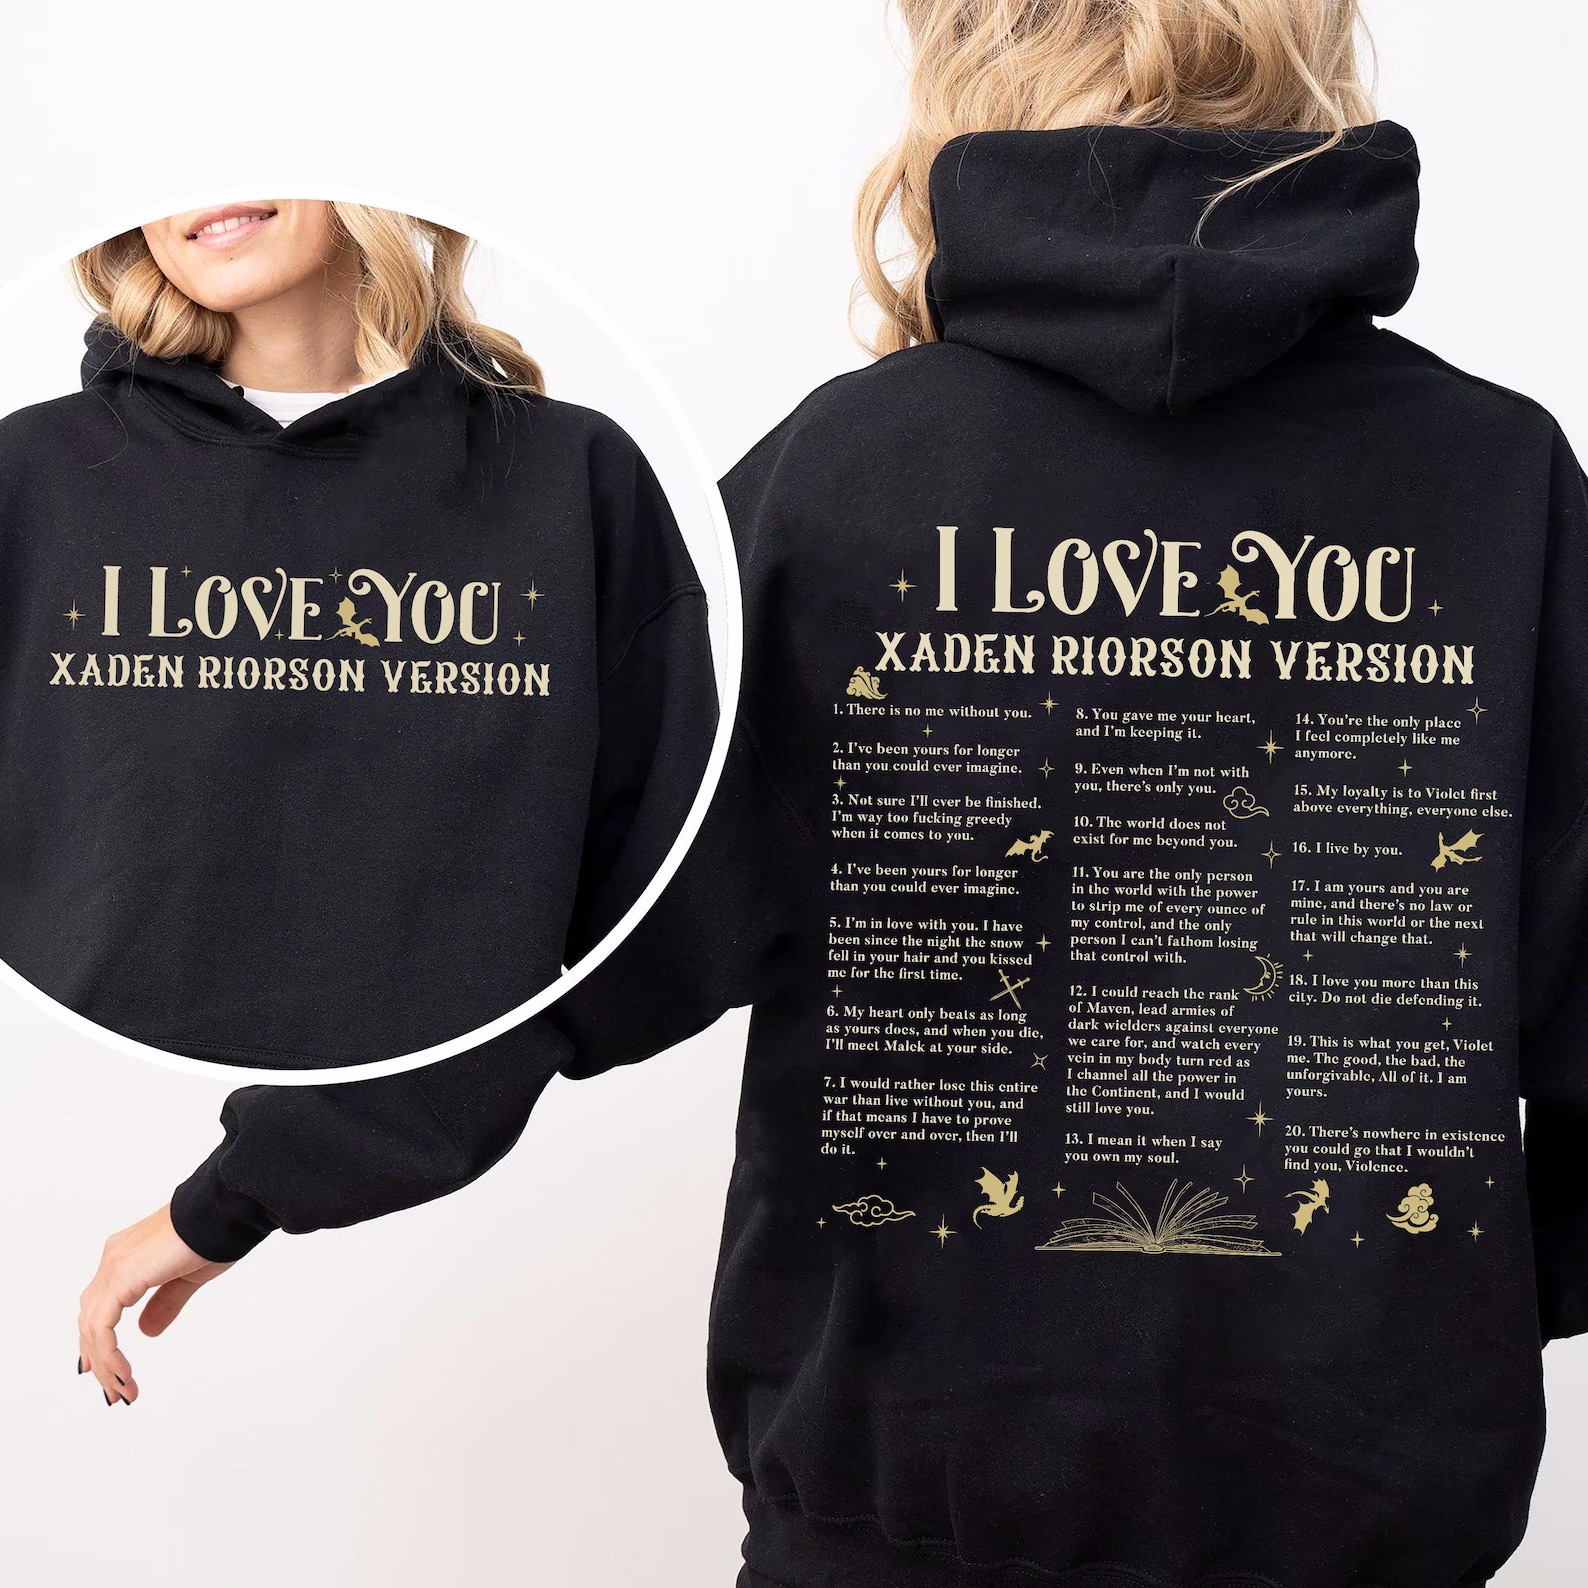 I LOVE YOU
XADEN RIORSON VERSION
I LOVE YOU
XADEN RIORSON VERSION
1. There is no me without you.
2. I've been yours for longer
than you could ever imagine.
3. Not sure I'll ever be finished.
I'm way too fucking greedy
when it comes to you.
4. I've been yours for longer
than you could ever imagine.
5. I'm in love with you. I have
been since the night the snow
fell in your hair and you kissed
me for the first time.
6. My heart only beats as long
as yours does, and when you die,
I'll meet Malek at your side.
7. I would rather lose this entire
war than live without you, and
if that means I have to prove
myself over and over, then I'll
do it.
8. You gave me your heart,
and I'm keeping it.
9. Even when I'm not with
you, there's only you.
10. The world does not
exist for me beyond you.
11. You are the only person
in the world with the power
to strip me of every ounce of
my control, and the only
person I can't fathom losing
that control with.
12. I could reach the rank
of Maven, lead armies of
dark wielders against everyone
we care for, and watch every
vein in my body turn red as
I channel all the power in
the Continent, and I would
still love you.
13. I mean it when I say
you own my soul.
14. You're the only place
I feel completely like me
anymore.
15. My loyalty is to Violet first
above everything, everyone else.
16. I live by you.
17. I am yours and you are
mine, and there's no law or
rule in this world or the next
that will change that.
18. I love you more than this
city. Do not die defending it.
19. This is what you get, Violet
me. The good, the bad, the
unforgivable, All of it. I am
yours.
20. There's nowhere in existence
you could go that I wouldn't
find you, Violence.